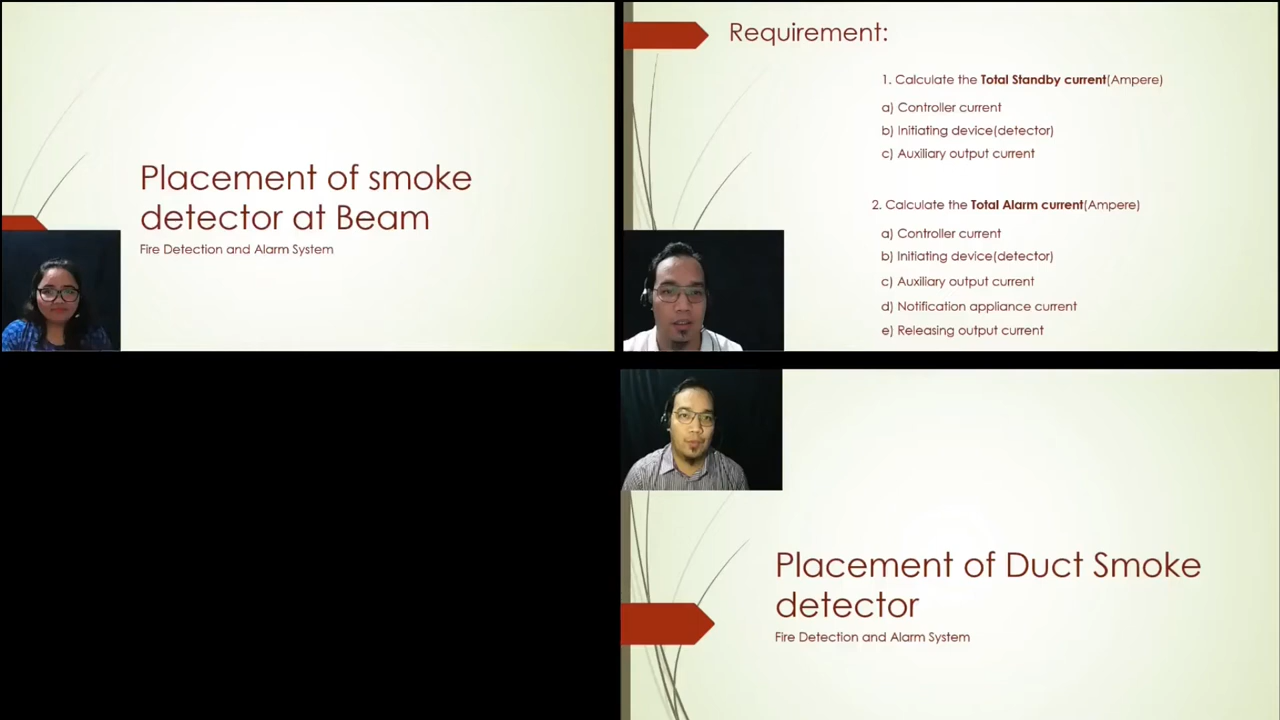 Placement of smoke
detector at Beam
Fire Detection and Alarm System
Requirement:
1. Calculate the Total Standby current(Ampere)
a) Controller current
b) Initiating device(detector)
c) Auxiliary output current
2. Calculate the Total Alarm current(Ampere)
a) Controller current
b) Initiating device(detector)
c) Auxiliary output current
d) Notification appliance current
e) Releasing output current
Placement of Duct Smoke
detector
Fire Detection and Alarm System